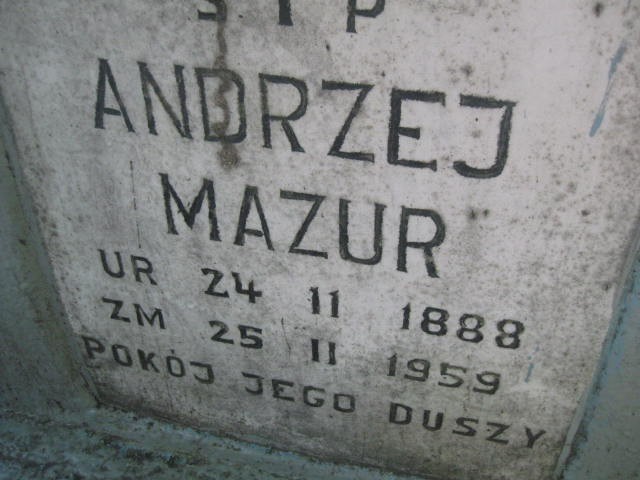 Ś † P
ANDRZEJ
MAZUR
UR 24 11 1888
ZM 25 11 1959
POKÓJ JEGO DUSZY